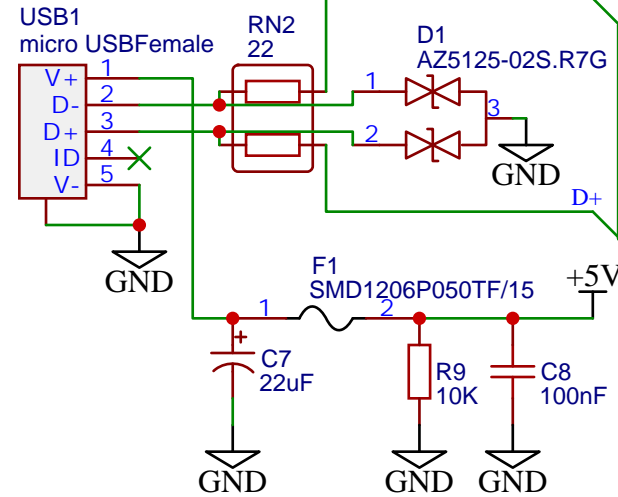 USB1
micro USBFemale
V+ 1
D- 2
D+ 3
ID 4
V- 5
GND
RN2
22
D1
AZ5125-02S.R7G
1
2
3
GND
D+
F1
SMD1206P050TF/15
1
2
+5V
+
C7
22uF
GND
R9
10K
GND
C8
100nF
GND